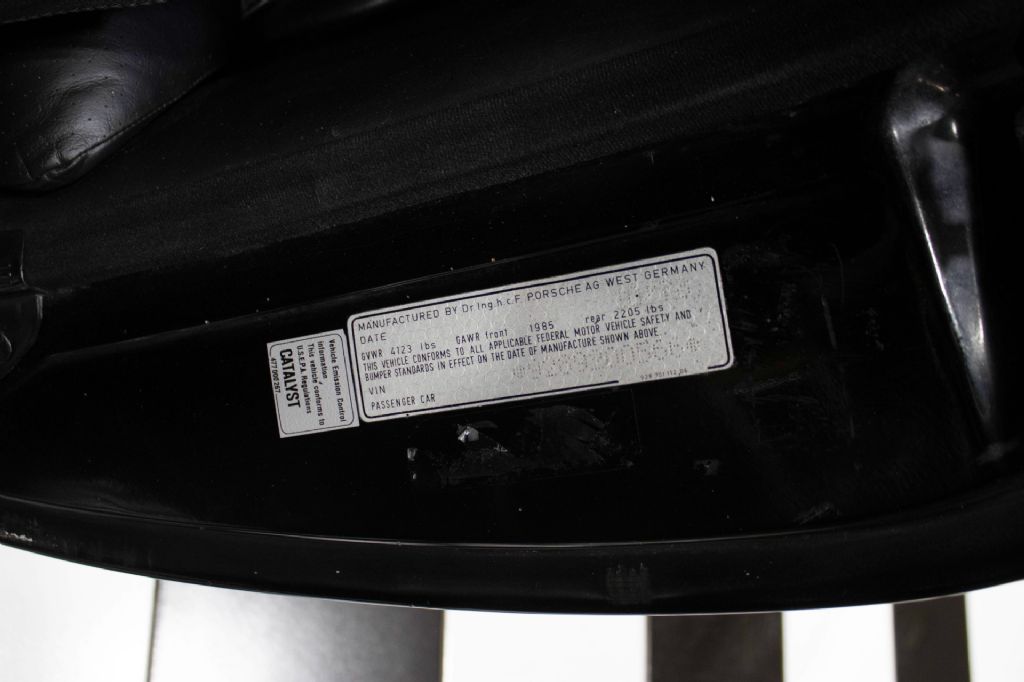 MANUFACTURED BY Dr.Ing.h.c.F. PORSCHE AG WEST GERMANY
DATE
GVWR 4123 lbs GAWR front 1985 rear 2205 lbs
THIS VEHICLE CONFORMS TO ALL APPLICABLE FEDERAL MOTOR VEHICLE SAFETY AND
BUMPER STANDARDS IN EFFECT ON THE DATE OF MANUFACTURE SHOWN ABOVE
VIN
PASSENGER CAR
Vehicle Emission Control
Information
This vehicle conforms to
U.S.E.P.A. Regulations
CATALYST